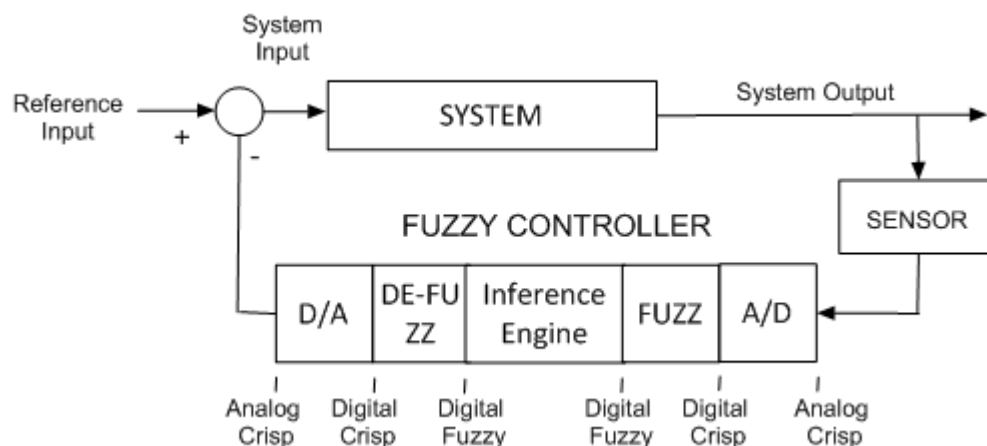 System
Input
Reference
Input
+
-
SYSTEM
System Output
SENSOR
FUZZY CONTROLLER
D/A
DE-FU
ZZ
Inference
Engine
FUZZ
A/D
Analog
Crisp
Digital
Crisp
Digital
Fuzzy
Digital
Fuzzy
Digital
Crisp
Analog
Crisp